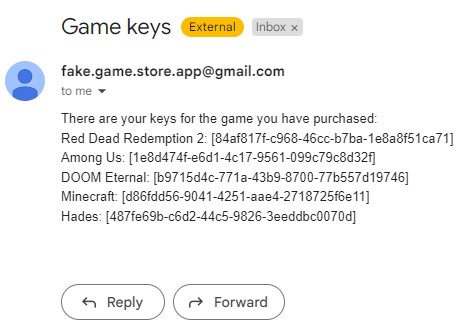 Game keys External Inbox ×
fake.game.store.app@gmail.com
to me
There are your keys for the game you have purchased:
Red Dead Redemption 2: [84af817f-c968-46cc-b7ba-1e8a8f51ca71]
Among Us: [1e8d474f-e6d1-4c17-9561-099c79c8d32f]
DOOM Eternal: [b9715d4c-771a-43b9-8700-77b557d19746]
Minecraft: [d86fdd56-9041-4251-aae4-2718725f6e11]
Hades: [487fe69b-c6d2-44c5-9826-3eeddbc0070d]
Reply Forward